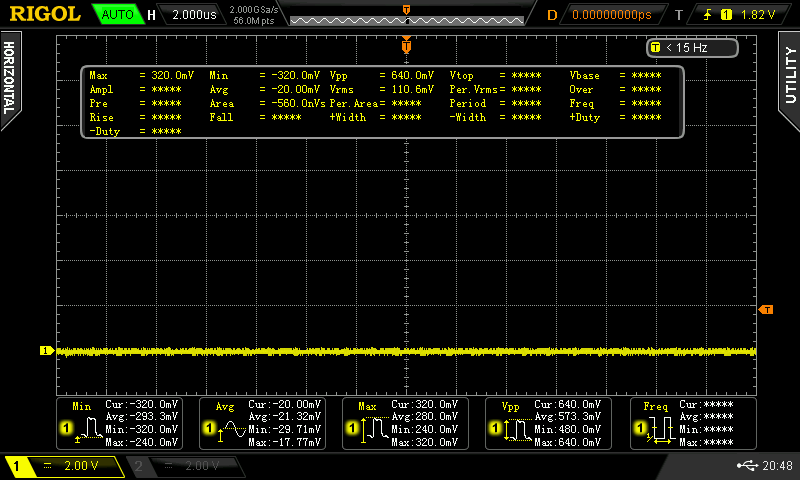 RIGOL AUTO H 2.000us 2.000GSa/s 56.0M pts T D 0.00000000ps T 1 1.82 V
HORIZONTAL
UTILITY
T
T < 15 Hz
Max = 320.0mV Min = -320.0mV Vpp = 640.0mV Vtop = ***** Vbase = *****
Ampl = ***** Avg = -20.00mV Vrms = 110.6mV Per.Vrms= ***** Over = *****
Pre = ***** Area = -560.0nVs Per.Area= ***** Period = ***** Freq = *****
Rise = ***** Fall = ***** +Width = ***** -Width = ***** +Duty = *****
-Duty = *****
T
1
Min
1
Cur:-320.0mV
Avg:-293.3mV
Min:-320.0mV
Max:-240.0mV
Avg
1
Cur:-20.00mV
Avg:-21.32mV
Min:-29.71mV
Max:-17.77mV
Max
1
Cur:320.0mV
Avg:280.0mV
Min:240.0mV
Max:320.0mV
Vpp
1
Cur:640.0mV
Avg:573.3mV
Min:480.0mV
Max:640.0mV
Freq
1
Cur:*****
Avg:*****
Min:*****
Max:*****
1 2.00 V 2 2.00 V 20:48